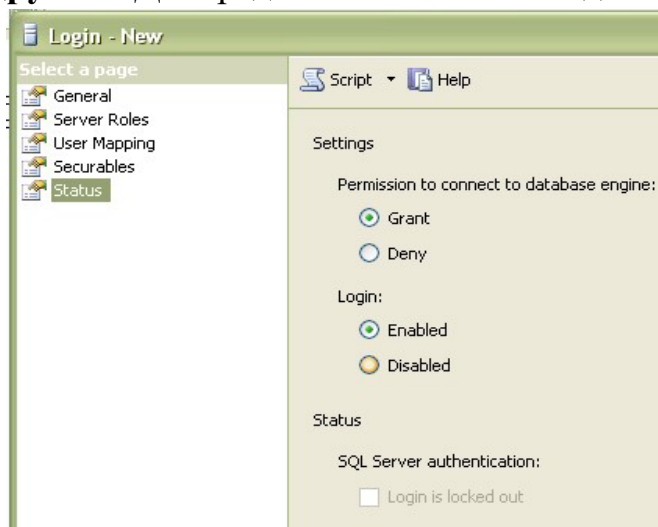 Login - New
Select a page
General
Server Roles
User Mapping
Securables
Status
Script Help
Settings
Permission to connect to database engine:
Grant
Deny
Login:
Enabled
Disabled
Status
SQL Server authentication:
Login is locked out